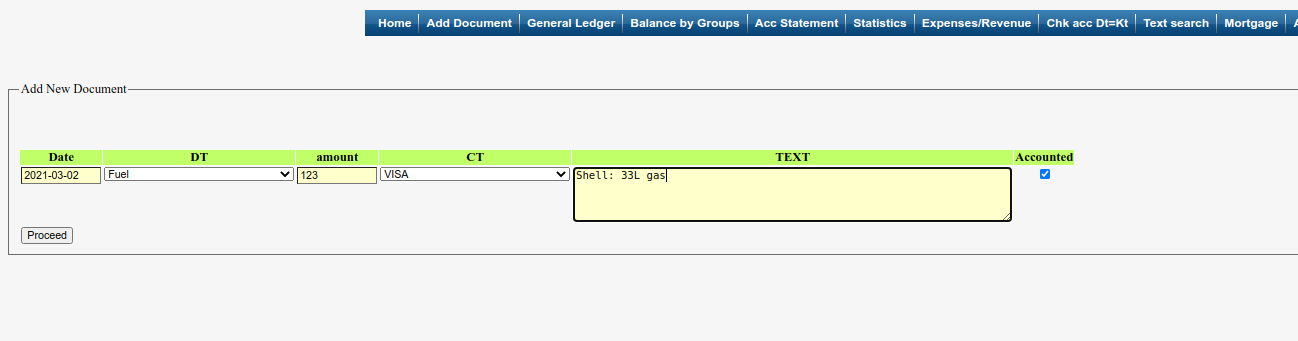 Home Add Document General Ledger Balance by Groups Acc Statement Statistics Expenses/Revenue Chk acc Dt=Kt Text search Mortgage
Add New Document
Date DT amount CT TEXT Accounted
2021-03-02 Fuel 123 VISA Shell: 33L gas
Proceed